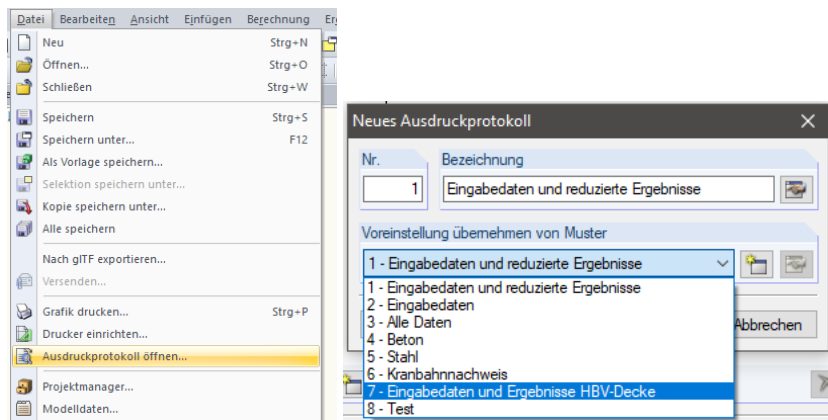 Datei Bearbeiten Ansicht Einfügen Berechnung
Neu Strg+N
Öffnen... Strg+O
Schließen Strg+W
Speichern Strg+S
Speichern unter... F12
Als Vorlage speichern...
Selektion speichern unter...
Kopie speichern unter...
Alle speichern
Nach glTF exportieren...
Versenden...
Grafik drucken... Strg+P
Drucker einrichten...
Ausdruckprotokoll öffnen...
Projektmanager...
Modelldaten...
Neues Ausdruckprotokoll
Nr. Bezeichnung
1 Eingabedaten und reduzierte Ergebnisse
Voreinstellung übernehmen von Muster
1 - Eingabedaten und reduzierte Ergebnisse
1 - Eingabedaten und reduzierte Ergebnisse
2 - Eingabedaten
3 - Alle Daten
4 - Beton
5 - Stahl
6 - Kranbahnnachweis
7 - Eingabedaten und Ergebnisse HBV-Decke
8 - Test
Abbrechen